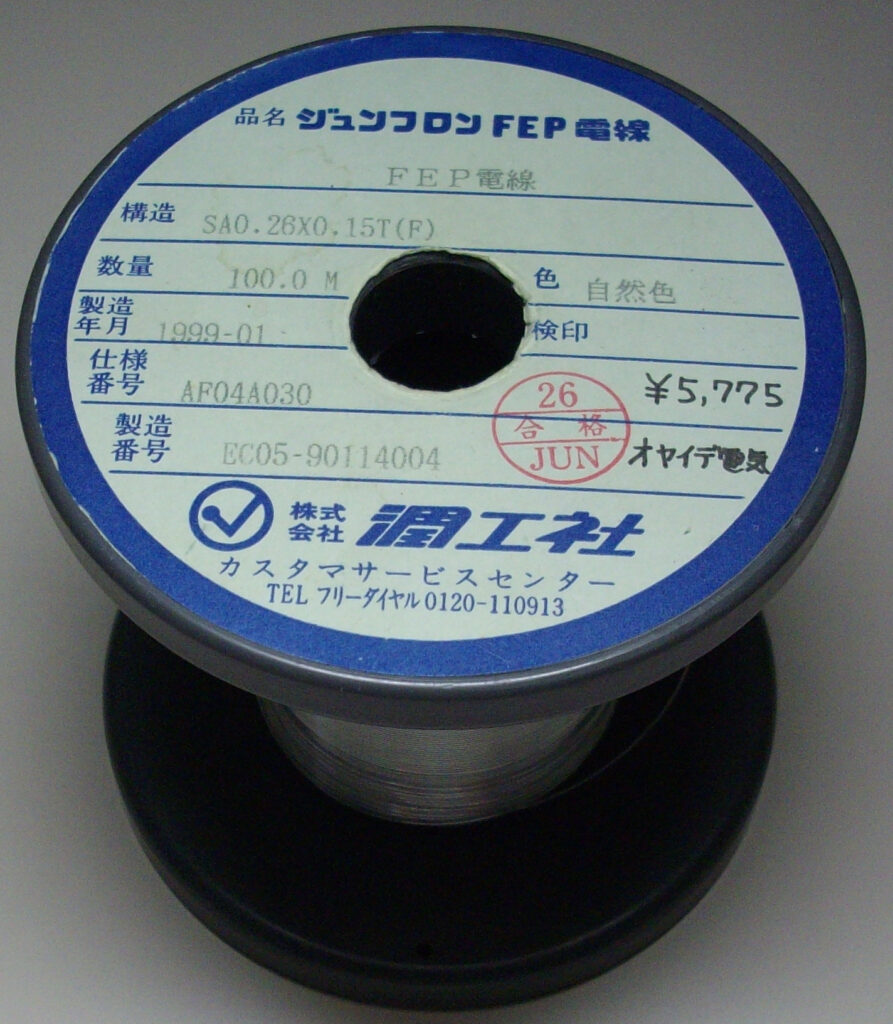 品名 ジュンフロンFEP電線
FEP電線
構造 SA0.26X0.15T(F)
数量 100.0 M 色 自然色
製造年月 1999-01 検印
仕様番号 AF04A030
26
合格
JUN
¥5,775
オヤイデ電気
製造番号 EC05-90114004
株式会社 潤工社
カスタマサービスセンター
TEL フリーダイヤル 0120-110913